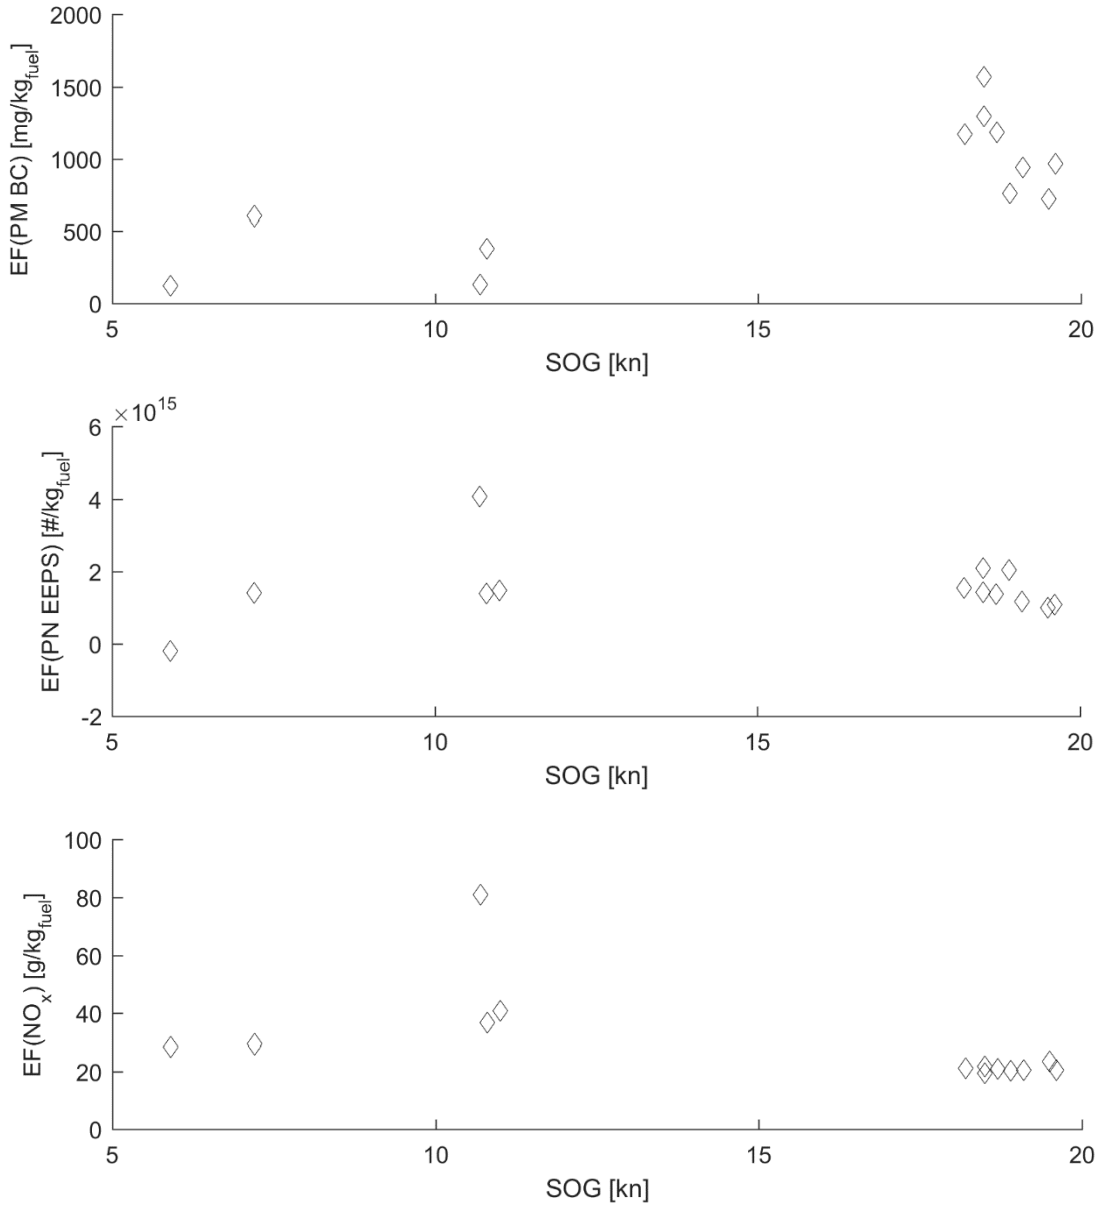 2000
1500
1000
500
0
EF(PM BC) [mg/kg_fuel]
5 10 15 20
SOG [kn]
×10^15
6
4
2
0
-2
EF(PN EEPS) [#/kg_fuel]
5 10 15 20
SOG [kn]
100
80
60
40
20
0
EF(NO_x) [g/kg_fuel]
5 10 15 20
SOG [kn]